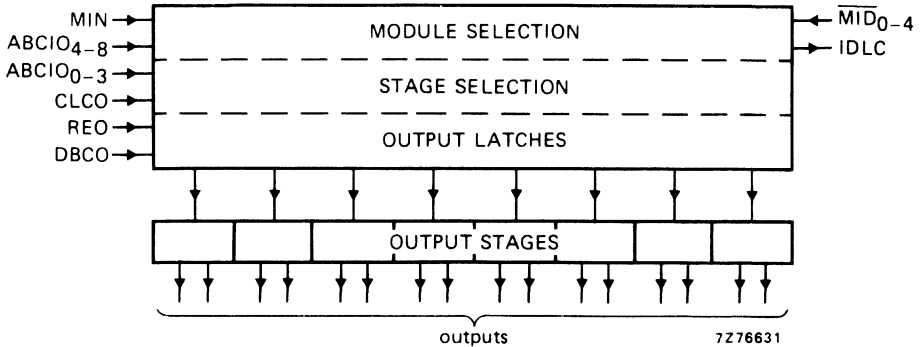 MIN
ABCIO4-8
ABCIO0-3
CLCO
REO
DBCO
MODULE SELECTION
STAGE SELECTION
OUTPUT LATCHES
MID0-4
IDLC
OUTPUT STAGES
outputs
7Z76631